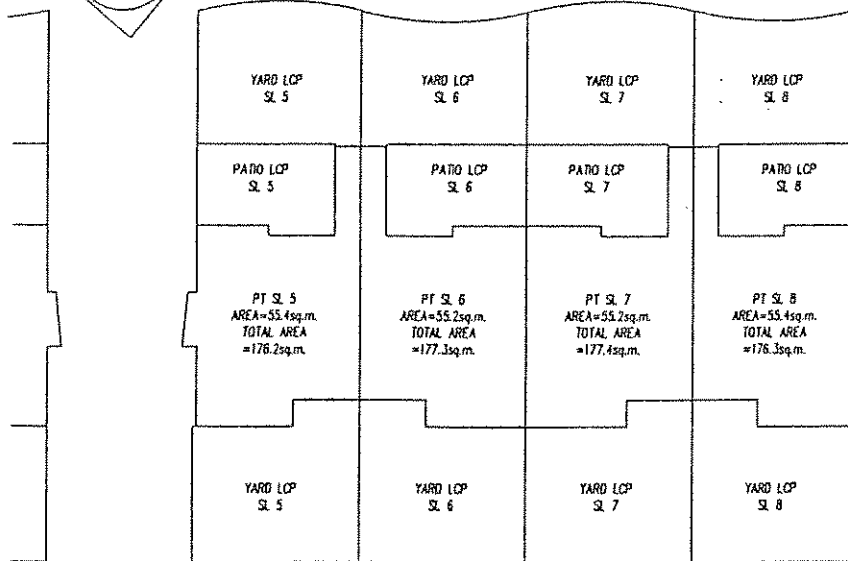 YARD LCP
SL 5
YARD LCP
SL 6
YARD LCP
SL 7
YARD LCP
SL 8
PATIO LCP
SL 5
PATIO LCP
SL 6
PATIO LCP
SL 7
PATIO LCP
SL 8
PT SL 5
AREA=55.4sq.m.
TOTAL AREA
=176.2sq.m.
PT SL 6
AREA=55.2sq.m.
TOTAL AREA
=177.3sq.m.
PT SL 7
AREA=55.2sq.m.
TOTAL AREA
=177.4sq.m.
PT SL 8
AREA=55.4sq.m.
TOTAL AREA
=176.3sq.m.
YARD LCP
SL 5
YARD LCP
SL 6
YARD LCP
SL 7
YARD LCP
SL 8